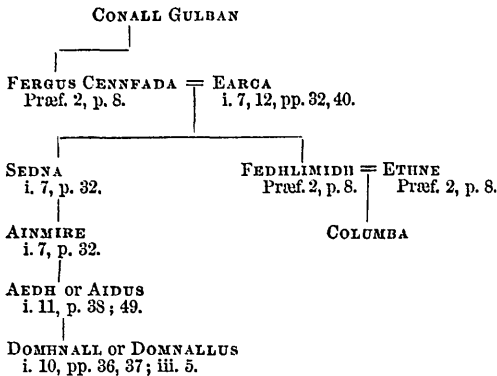 CONALL GULBAN
FERGUS CENNFADA = EARCA
Præf. 2, p. 8. i. 7, 12, pp. 32, 40.
SEDNA FEDHLIMIDH = ETHNE
i. 7, p. 32. Præf. 2, p. 8. Præf. 2, p. 8.
AINMIRE COLUMBA
i. 7, p. 32.
AEDH or AIDUS
i. 11, p. 38; 49.
DOMHNALL or DOMNALLUS
i. 10, pp. 36, 37; iii. 5.